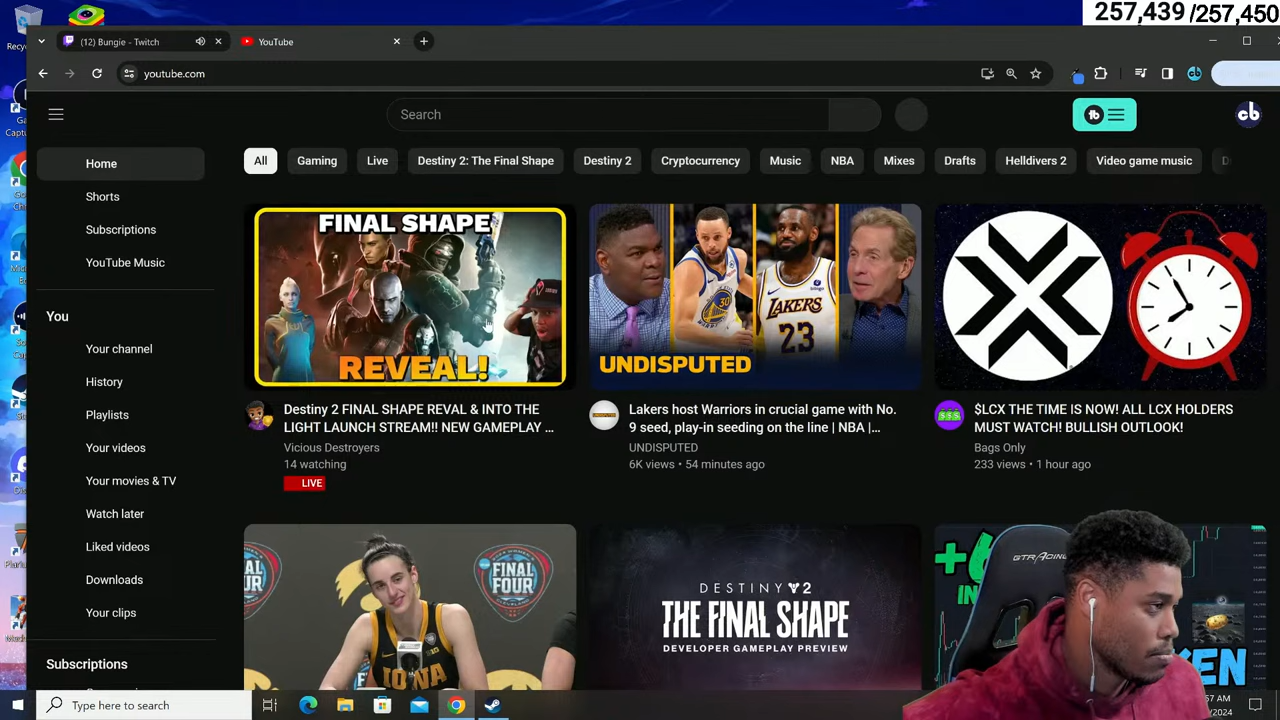 257,439 /257,450
(12) Bungie - Twitch
YouTube
youtube.com
Search
Home
Shorts
Subscriptions
YouTube Music
You
Your channel
History
Playlists
Your videos
Your movies & TV
Watch later
Liked videos
Downloads
Your clips
Subscriptions
All
Gaming
Live
Destiny 2: The Final Shape
Destiny 2
Cryptocurrency
Music
NBA
Mixes
Drafts
Helldivers 2
Video game music
FINAL SHAPE
REVEAL!
Destiny 2 FINAL SHAPE REVAL & INTO THE
LIGHT LAUNCH STREAM!! NEW GAMEPLAY ...
Vicious Destroyers
14 watching
LIVE
30
LAKERS
23
UNDISPUTED
Lakers host Warriors in crucial game with No.
9 seed, play-in seeding on the line | NBA |...
UNDISPUTED
6K views • 54 minutes ago
$LCX THE TIME IS NOW! ALL LCX HOLDERS
MUST WATCH! BULLISH OUTLOOK!
Bags Only
233 views • 1 hour ago
FINAL
FOUR
IOWA
DESTINY 2
THE FINAL SHAPE
DEVELOPER GAMEPLAY PREVIEW
GTRACING
Type here to search